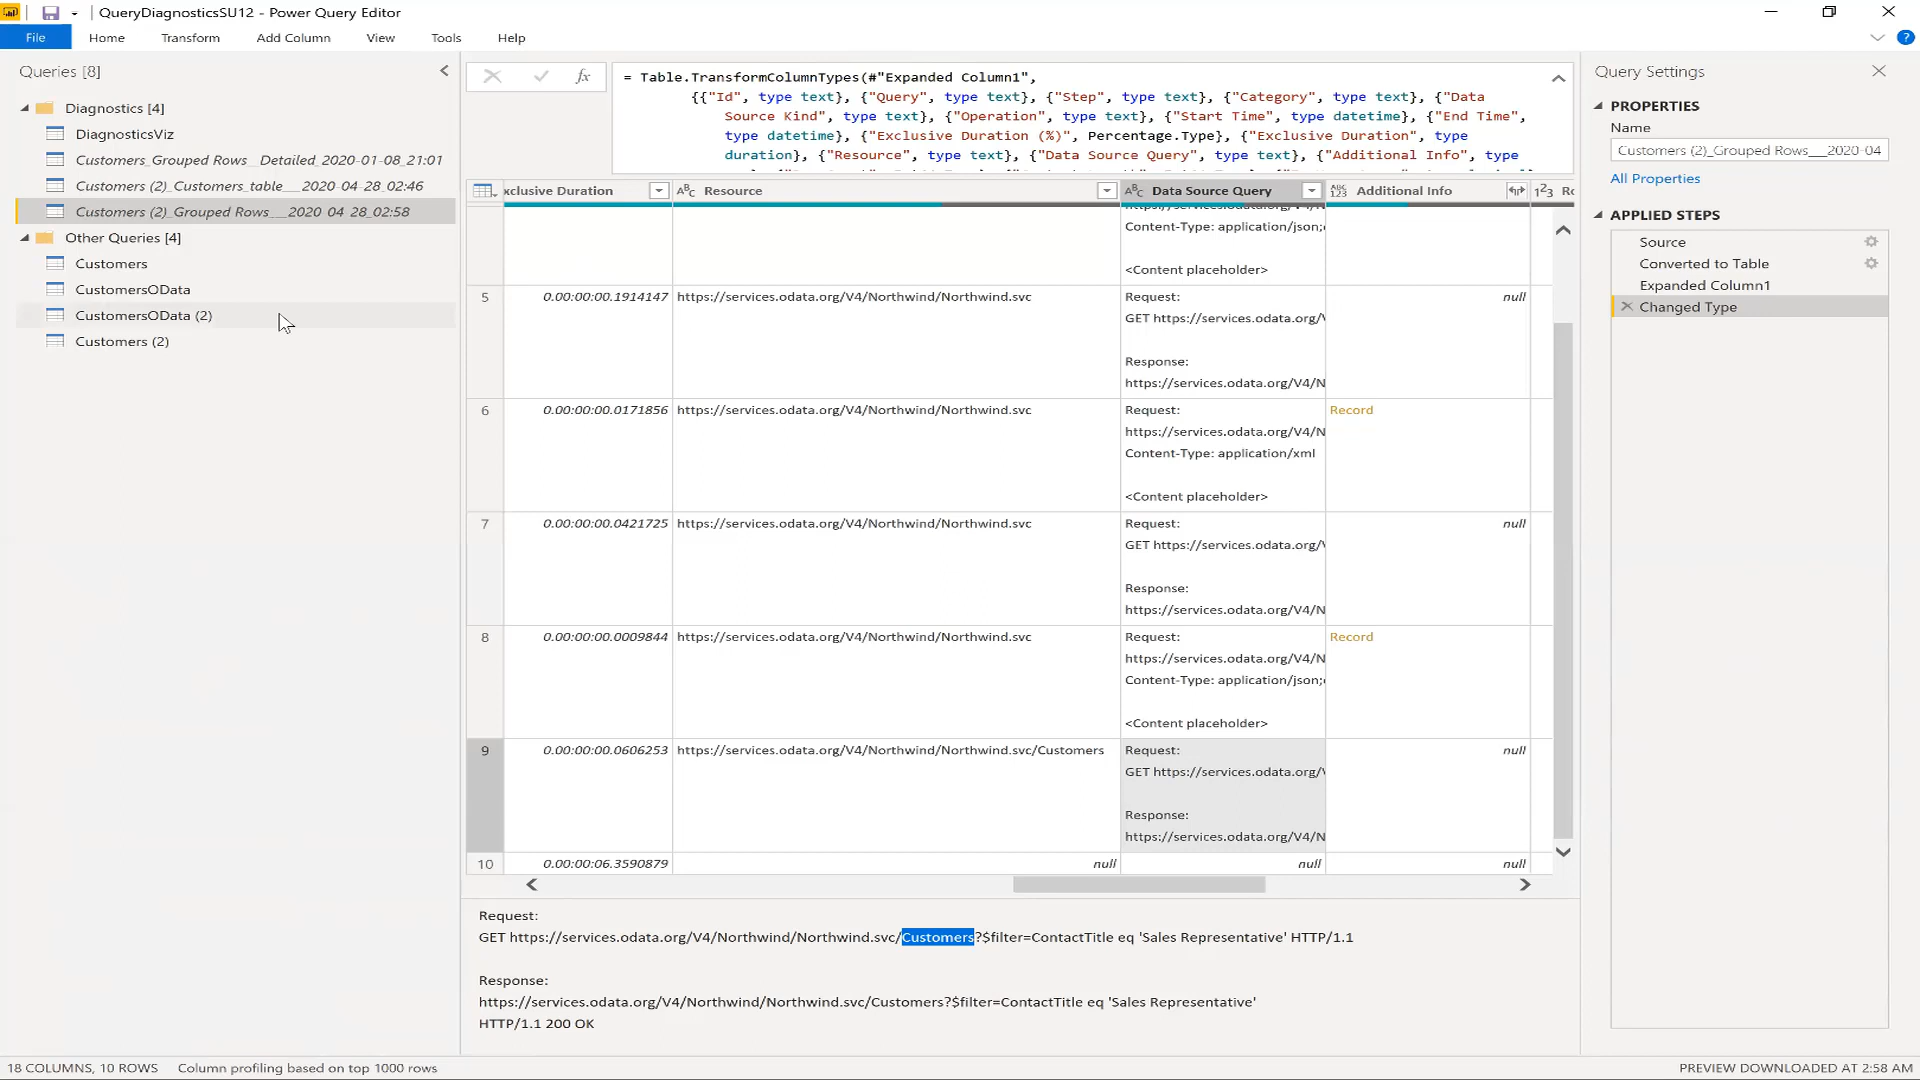 QueryDiagnosticsSU12 - Power Query Editor
File Home Transform Add Column View Tools Help
?
Queries [8]
Diagnostics [4]
DiagnosticsViz
Customers_Grouped Rows__Detailed_2020-01-08_21:01
Customers (2)_Customers_table___2020-04-28_02:46
Customers (2)_Grouped Rows___2020-04-28_02:58
Other Queries [4]
Customers
CustomersOData
CustomersOData (2)
Customers (2)
fx
= Table.TransformColumnTypes(#"Expanded Column1",
{{"Id", type text}, {"Query", type text}, {"Step", type text}, {"Category", type text}, {"Data
Source Kind", type text}, {"Operation", type text}, {"Start Time", type datetime}, {"End Time",
type datetime}, {"Exclusive Duration (%)", Percentage.Type}, {"Exclusive Duration", type
duration}, {"Resource", type text}, {"Data Source Query", type text}, {"Additional Info", type
xclusive Duration ABC Resource ABC Data Source Query ABC 123 Additional Info 123 Ro
Content-Type: application/json;
<Content placeholder>
5 0.00:00:00.1914147 https://services.odata.org/V4/Northwind/Northwind.svc Request: null
GET https://services.odata.org/V
Response:
https://services.odata.org/V4/N
6 0.00:00:00.0171856 https://services.odata.org/V4/Northwind/Northwind.svc Request: Record
https://services.odata.org/V4/N
Content-Type: application/xml
<Content placeholder>
7 0.00:00:00.0421725 https://services.odata.org/V4/Northwind/Northwind.svc Request: null
GET https://services.odata.org/V
Response:
https://services.odata.org/V4/N
8 0.00:00:00.0009844 https://services.odata.org/V4/Northwind/Northwind.svc Request: Record
https://services.odata.org/V4/N
Content-Type: application/json;
<Content placeholder>
9 0.00:00:00.0606253 https://services.odata.org/V4/Northwind/Northwind.svc/Customers Request: null
GET https://services.odata.org/V
Response:
https://services.odata.org/V4/N
10 0.00:00:06.3590879 null null null
Request:
GET https://services.odata.org/V4/Northwind/Northwind.svc/Customers?$filter=ContactTitle eq 'Sales Representative' HTTP/1.1
Response:
https://services.odata.org/V4/Northwind/Northwind.svc/Customers?$filter=ContactTitle eq 'Sales Representative'
HTTP/1.1 200 OK
Query Settings
PROPERTIES
Name
Customers (2)_Grouped Rows___2020-04
All Properties
APPLIED STEPS
Source
Converted to Table
Expanded Column1
Changed Type
18 COLUMNS, 10 ROWS Column profiling based on top 1000 rows PREVIEW DOWNLOADED AT 2:58 AM